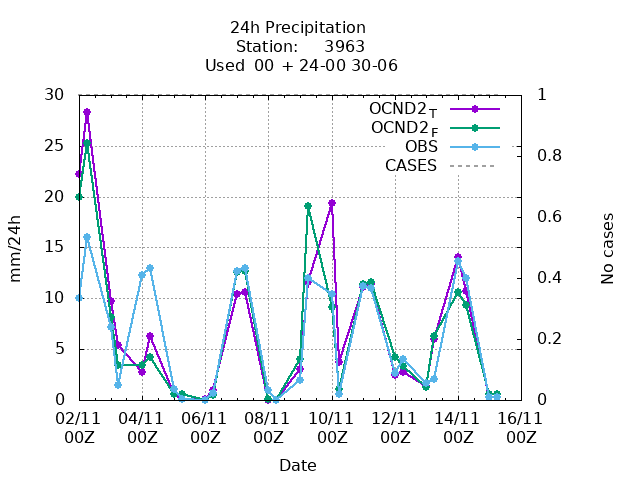 24h Precipitation
Station: 3963
Used 00 + 24-00 30-06
30 1
OCND2T
OCND2F
OBS
CASES
25
0.8
20
0.6
15
0.4
10
0.2
5
0 0
mm/24h
No cases
02/11 04/11 06/11 08/11 10/11 12/11 14/11 16/11
00Z 00Z 00Z 00Z 00Z 00Z 00Z 00Z
Date